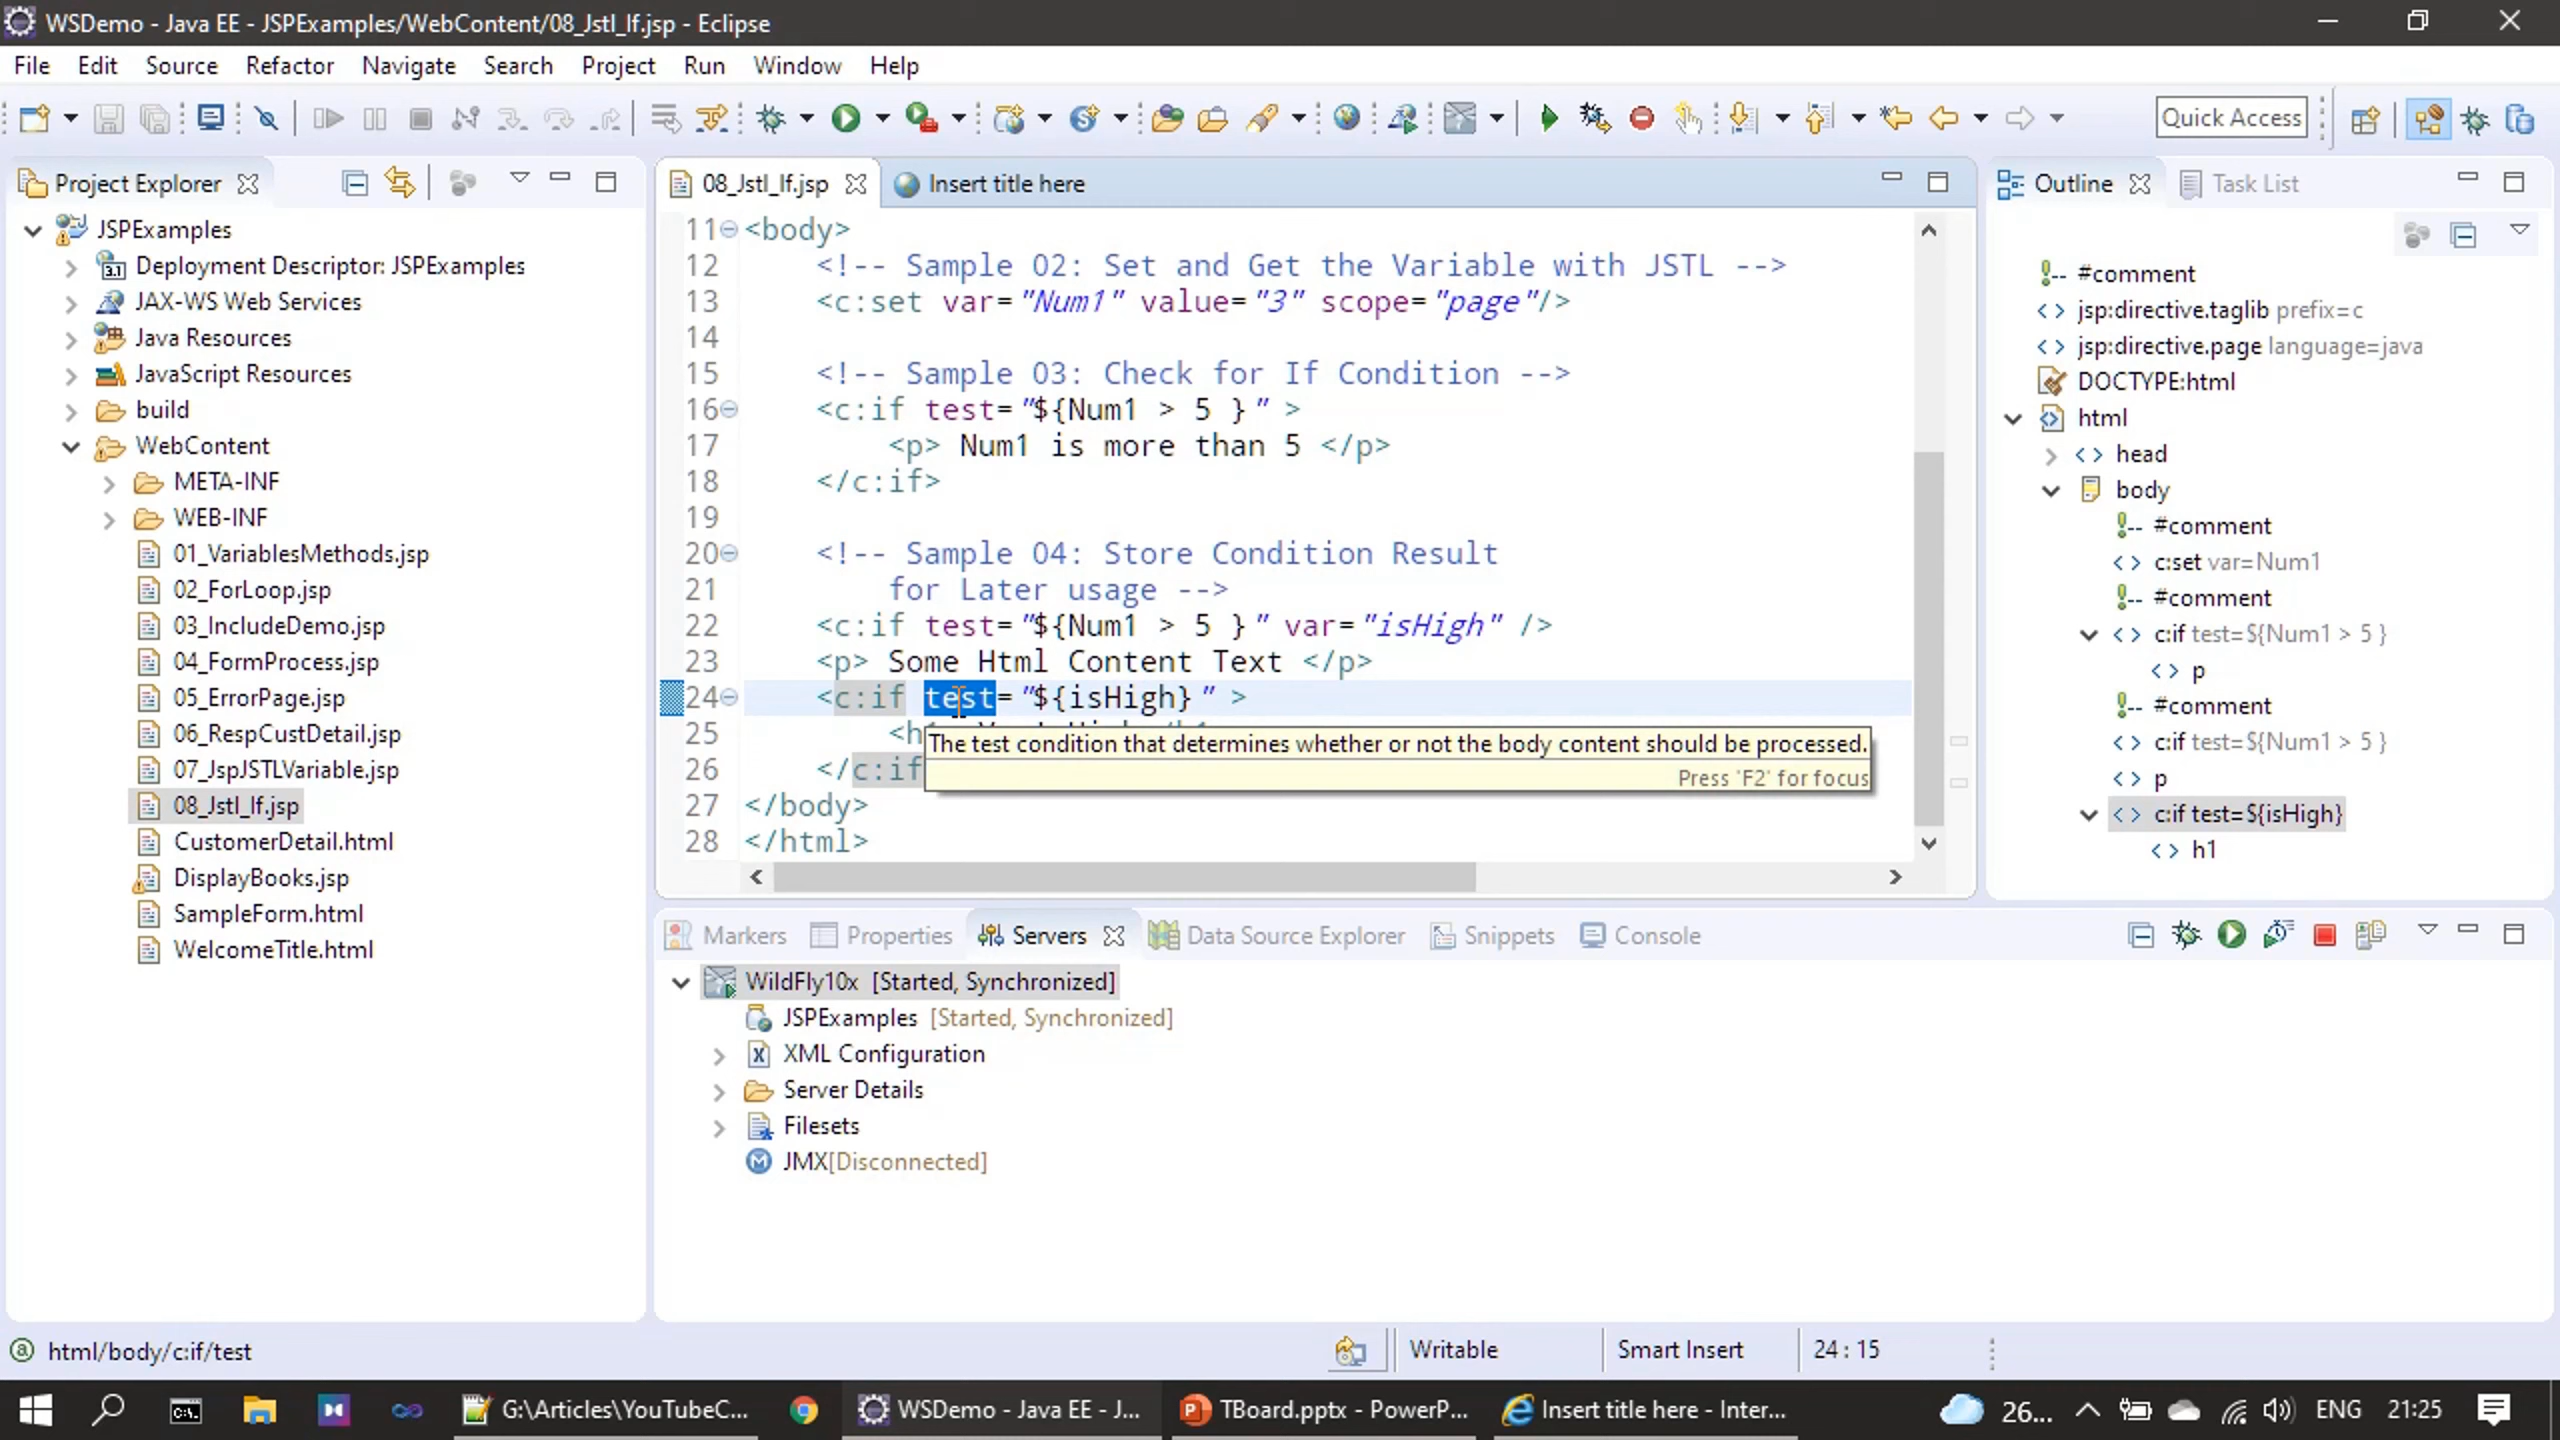 WSDemo - Java EE - JSPExamples/WebContent/08_Jstl_If.jsp - Eclipse
File Edit Source Refactor Navigate Search Project Run Window Help
Quick Access
Project Explorer
JSPExamples
Deployment Descriptor: JSPExamples
JAX-WS Web Services
Java Resources
JavaScript Resources
build
WebContent
META-INF
WEB-INF
01_VariablesMethods.jsp
02_ForLoop.jsp
03_IncludeDemo.jsp
04_FormProcess.jsp
05_ErrorPage.jsp
06_RespCustDetail.jsp
07_JspJSTLVariable.jsp
08_Jstl_If.jsp
CustomerDetail.html
DisplayBooks.jsp
SampleForm.html
WelcomeTitle.html
08_Jstl_If.jsp Insert title here
11 <body>
12 <!-- Sample 02: Set and Get the Variable with JSTL -->
13 <c:set var="Num1" value="3" scope="page"/>
14
15 <!-- Sample 03: Check for If Condition -->
16 <c:if test="${Num1 > 5 }" >
17 <p> Num1 is more than 5 </p>
18 </c:if>
19
20 <!-- Sample 04: Store Condition Result
21 for Later usage -->
22 <c:if test="${Num1 > 5 }" var="isHigh" />
23 <p> Some Html Content Text </p>
24 <c:if test="${isHigh}" >
25 <h
The test condition that determines whether or not the body content should be processed.
Press 'F2' for focus
26 </c:if
27 </body>
28 </html>
Outline Task List
#comment
jsp:directive.taglib prefix=c
jsp:directive.page language=java
DOCTYPE:html
html
head
body
#comment
c:set var=Num1
#comment
c:if test=${Num1 > 5 }
p
#comment
c:if test=${Num1 > 5 }
p
c:if test=${isHigh}
h1
Markers Properties Servers Data Source Explorer Snippets Console
WildFly10x [Started, Synchronized]
JSPExamples [Started, Synchronized]
XML Configuration
Server Details
Filesets
JMX[Disconnected]
html/body/c:if/test
Writable Smart Insert 24 : 15
G:\Articles\YouTubeC... WSDemo - Java EE - J... TBoard.pptx - PowerP... Insert title here - Inter... 26... ENG 21:25